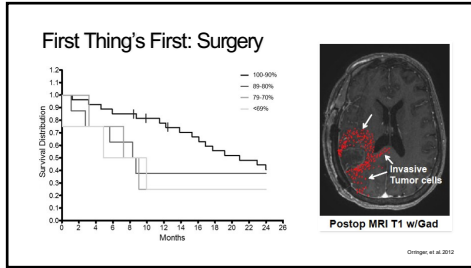 First Thing's First: Surgery
1.2
1.1
1.0
0.9
0.8
0.7
0.6
0.5
0.4
0.3
0.2
0.1
0.0
Survival Distribution
0 2 4 6 8 10 12 14 16 18 20 22 24 26
Months
100-90%
89-80%
79-70%
<69%
Invasive
Tumor cells
Postop MRI T1 w/Gad
Orringer, et al. 2012